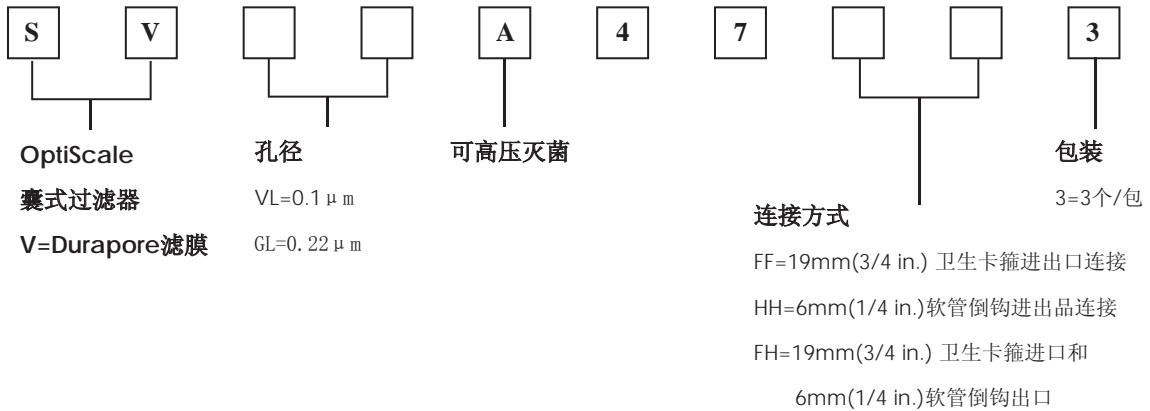 S V A 4 7 3
OptiScale
囊式过滤器
V=Durapore滤膜
孔径
VL=0.1μm
GL=0.22μm
可高压灭菌
连接方式
FF=19mm(3/4 in.) 卫生卡箍进出口连接
HH=6mm(1/4 in.)软管倒钩进出品连接
FH=19mm(3/4 in.) 卫生卡箍进口和
6mm(1/4 in.)软管倒钩出口
包装
3=3个/包